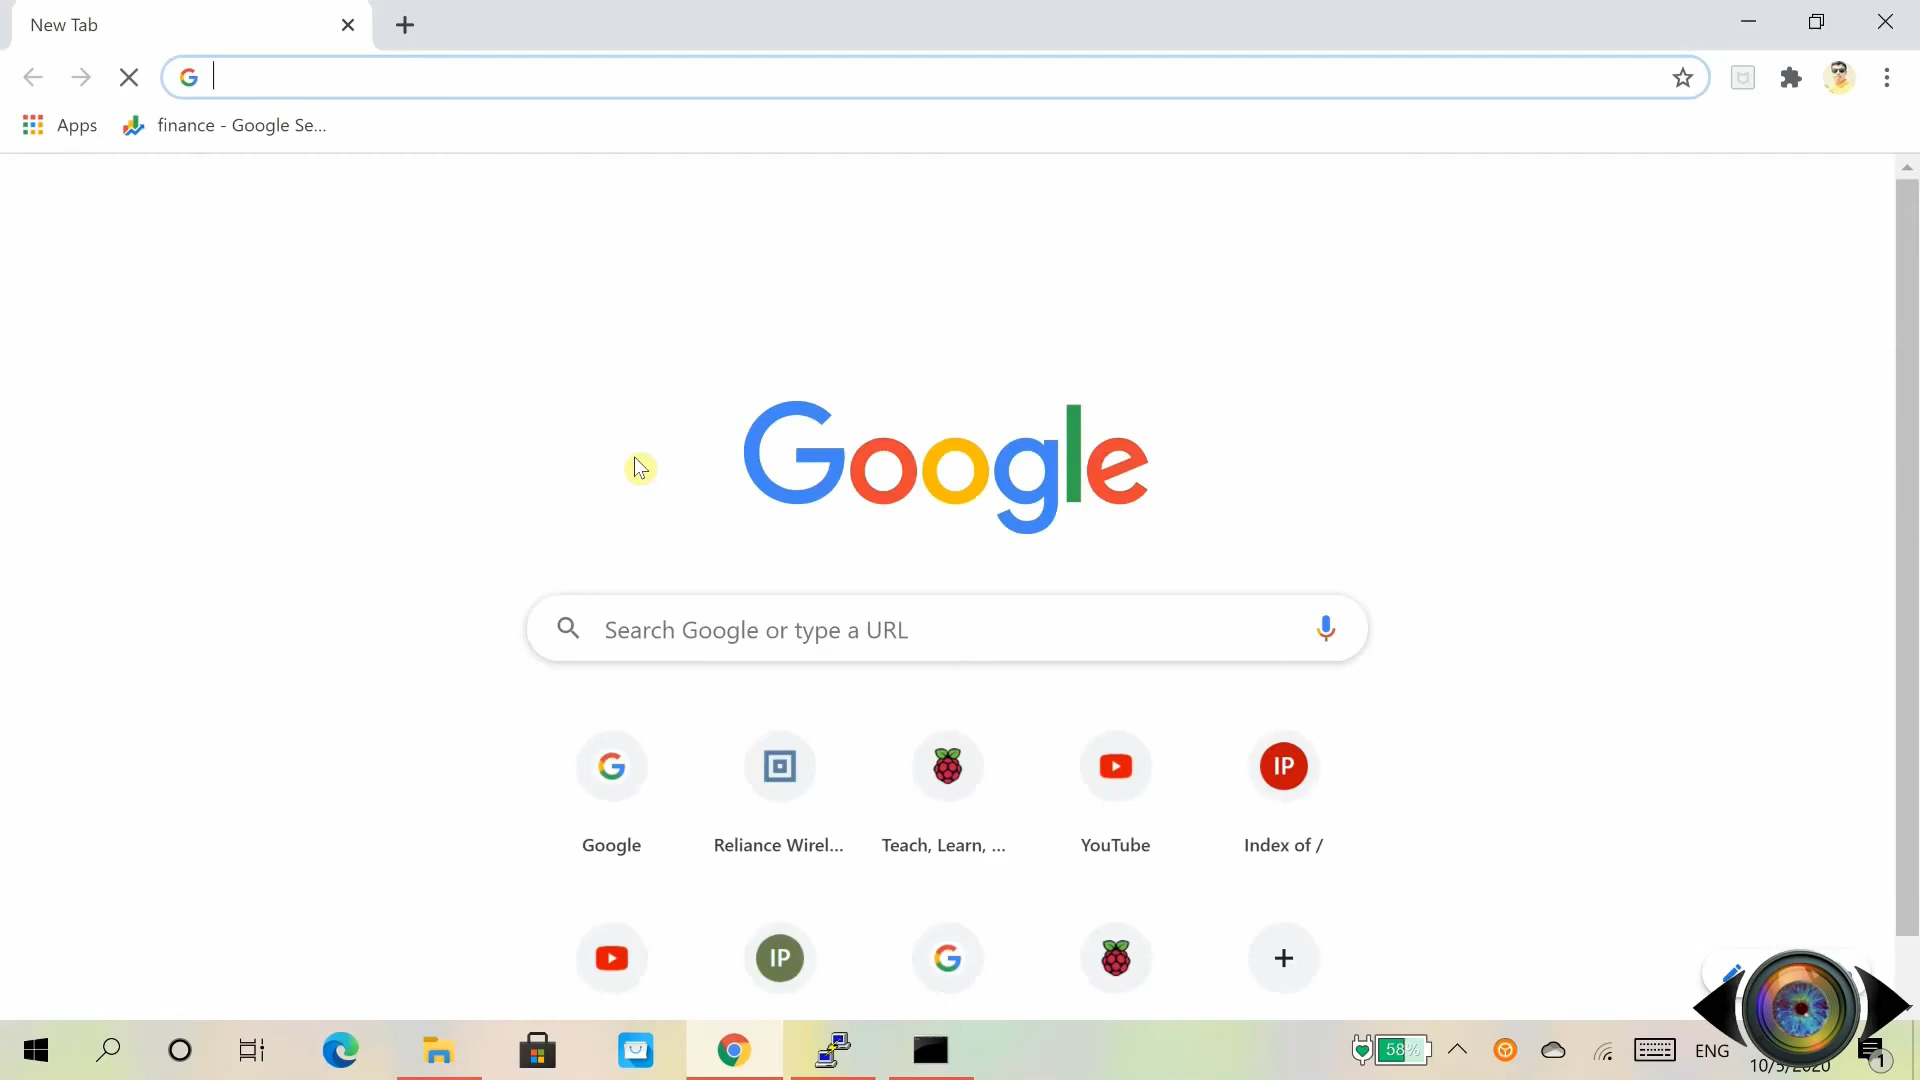 New Tab
Apps
finance - Google Se...
Google
Search Google or type a URL
Google
Reliance Wirel...
Teach, Learn, ...
YouTube
IP
Index of /
IP
58%
ENG
1